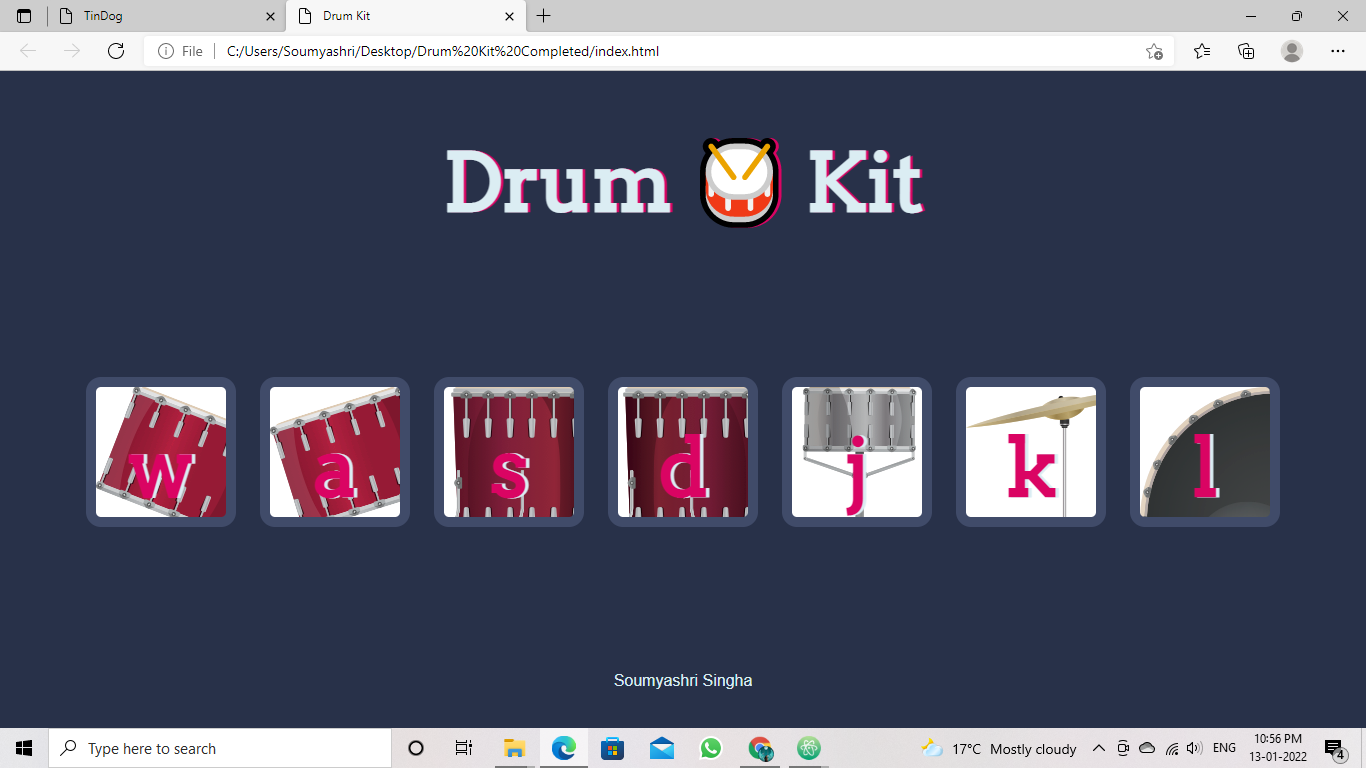 TinDog
Drum Kit
File
C:/Users/Soumyashri/Desktop/Drum%20Kit%20Completed/index.html
Drum 🥁 Kit
w a s d j k l
Soumyashri Singha
Type here to search
17°C Mostly cloudy
ENG
10:56 PM
13-01-2022
4